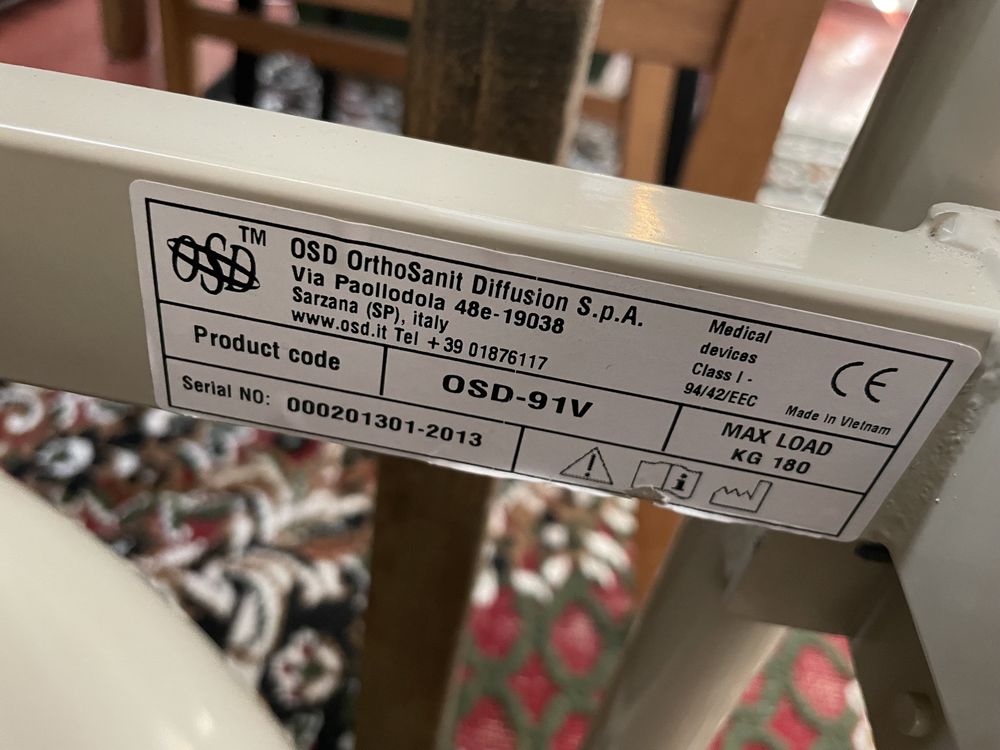 OSD TM
OSD OrthoSanit Diffusion S.p.A.
Via Paollodola 48e-19038
Sarzana (SP), italy
www.osd.it Tel +39 01876117
Medical
devices
Class I -
94/42/EEC
CE
Made in Vietnam
Product code
OSD-91V
MAX LOAD
KG 180
Serial NO: 000201301-2013